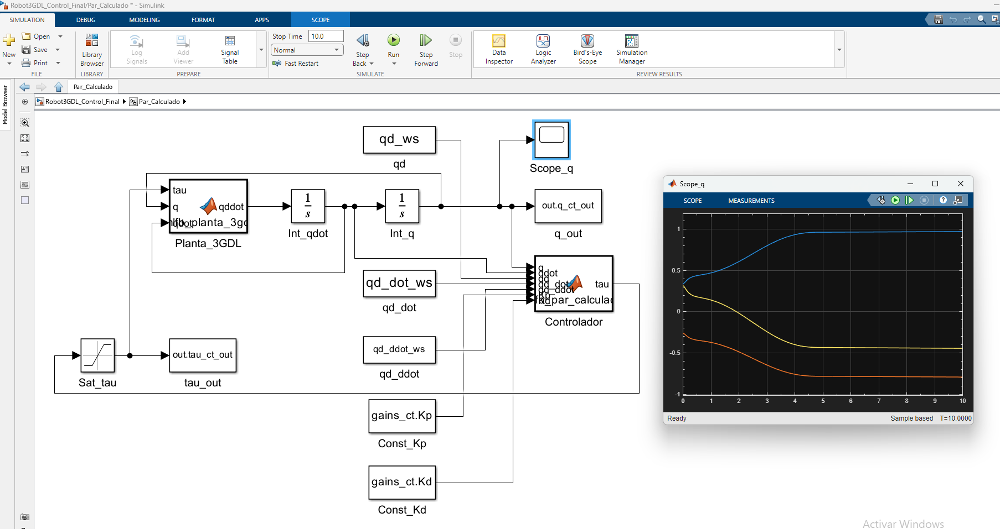 Robot3GDL_Control_Final/Par_Calculado * - Simulink
SIMULATION DEBUG MODELING FORMAT APPS SCOPE
New
Open
Save
Print
FILE
Library Browser
LIBRARY
Log Signals
Add Viewer
Signal Table
PREPARE
Stop Time 10.0
Normal
Fast Restart
Step Back
Run
Step Forward
Stop
SIMULATE
Data Inspector
Logic Analyzer
Bird's-Eye Scope
Simulation Manager
REVIEW RESULTS
Model Browser
Par_Calculado
Robot3GDL_Control_Final Par_Calculado
qd_ws
qd
Scope_q
tau
q
qdot
qddot
Planta_3GDL
1
s
Int_qdot
1
s
Int_q
out.q_ct_out
q_out
qd_dot_ws
qd_dot
q
qdot
qd
qd_dot
qd_ddot
Kp
Kd
tau
Controlador
Sat_tau
out.tau_ct_out
tau_out
qd_ddot_ws
qd_ddot
gains_ct.Kp
Const_Kp
gains_ct.Kd
Const_Kd
Scope_q
SCOPE MEASUREMENTS
1
0.5
0
-0.5
-1
0 1 2 3 4 5 6 7 8 9 10
Ready Sample based T=10.0000
Activar Windows